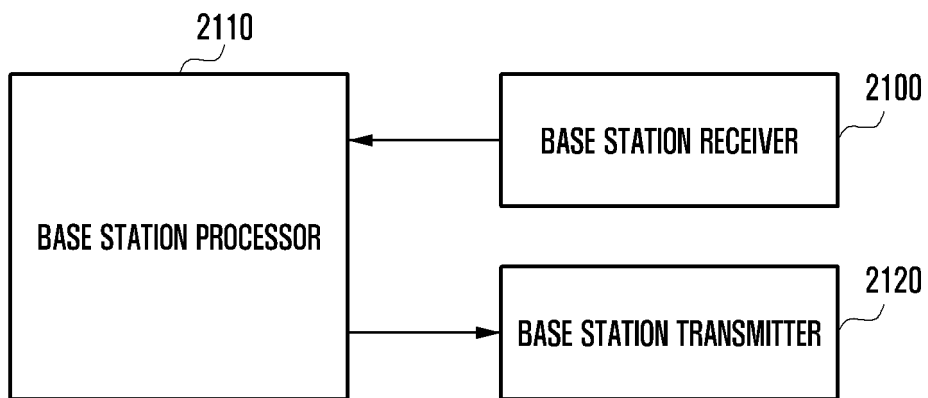 2110
2100
BASE STATION RECEIVER
BASE STATION PROCESSOR
2120
BASE STATION TRANSMITTER